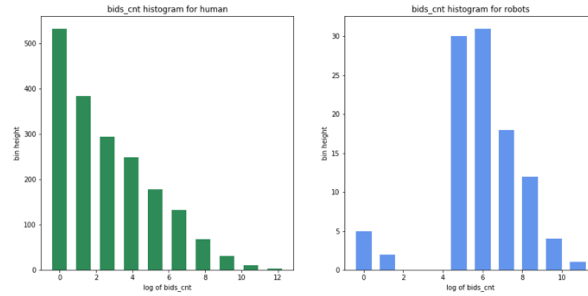 bids_cnt histogram for human
bin height
500
400
300
200
100
0
0 2 4 6 8 10 12
log of bids_cnt
bids_cnt histogram for robots
bin height
30
25
20
15
10
5
0
0 2 4 6 8 10
log of bids_cnt